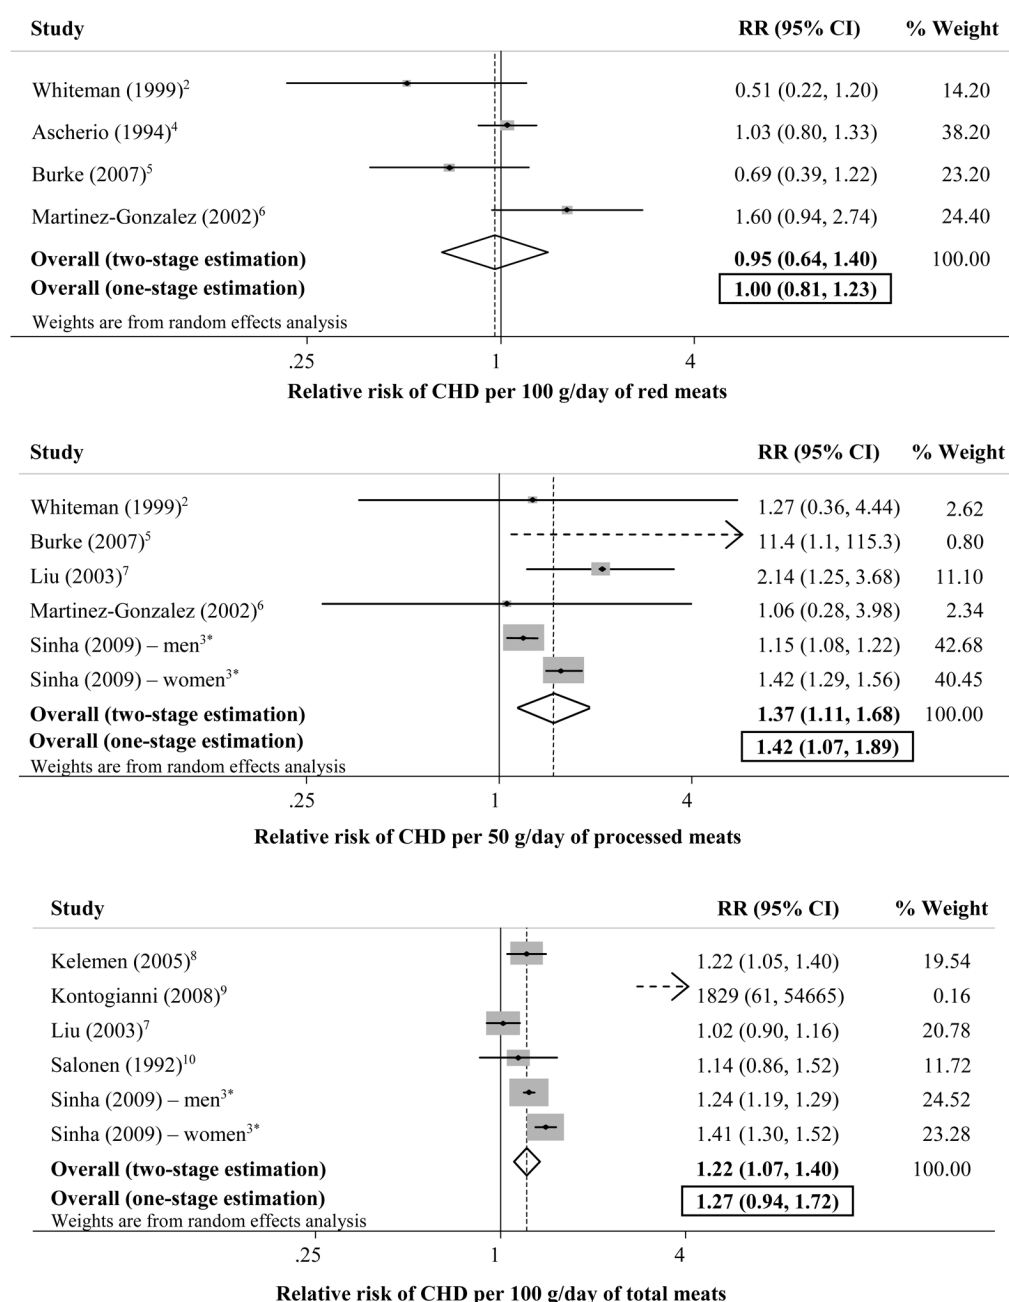 Study RR (95% CI) % Weight
Whiteman (1999)2 0.51 (0.22, 1.20) 14.20
Ascherio (1994)4 1.03 (0.80, 1.33) 38.20
Burke (2007)5 0.69 (0.39, 1.22) 23.20
Martinez-Gonzalez (2002)6 1.60 (0.94, 2.74) 24.40
Overall (two-stage estimation) 0.95 (0.64, 1.40) 100.00
Overall (one-stage estimation) 1.00 (0.81, 1.23)
Weights are from random effects analysis
.25 1 4
Relative risk of CHD per 100 g/day of red meats
Study RR (95% CI) % Weight
Whiteman (1999)2 1.27 (0.36, 4.44) 2.62
Burke (2007)5 11.4 (1.1, 115.3) 0.80
Liu (2003)7 2.14 (1.25, 3.68) 11.10
Martinez-Gonzalez (2002)6 1.06 (0.28, 3.98) 2.34
Sinha (2009) – men3* 1.15 (1.08, 1.22) 42.68
Sinha (2009) – women3* 1.42 (1.29, 1.56) 40.45
Overall (two-stage estimation) 1.37 (1.11, 1.68) 100.00
Overall (one-stage estimation) 1.42 (1.07, 1.89)
Weights are from random effects analysis
.25 1 4
Relative risk of CHD per 50 g/day of processed meats
Study RR (95% CI) % Weight
Kelemen (2005)8 1.22 (1.05, 1.40) 19.54
Kontogianni (2008)9 1829 (61, 54665) 0.16
Liu (2003)7 1.02 (0.90, 1.16) 20.78
Salonen (1992)10 1.14 (0.86, 1.52) 11.72
Sinha (2009) – men3* 1.24 (1.19, 1.29) 24.52
Sinha (2009) – women3* 1.41 (1.30, 1.52) 23.28
Overall (two-stage estimation) 1.22 (1.07, 1.40) 100.00
Overall (one-stage estimation) 1.27 (0.94, 1.72)
Weights are from random effects analysis
.25 1 4
Relative risk of CHD per 100 g/day of total meats